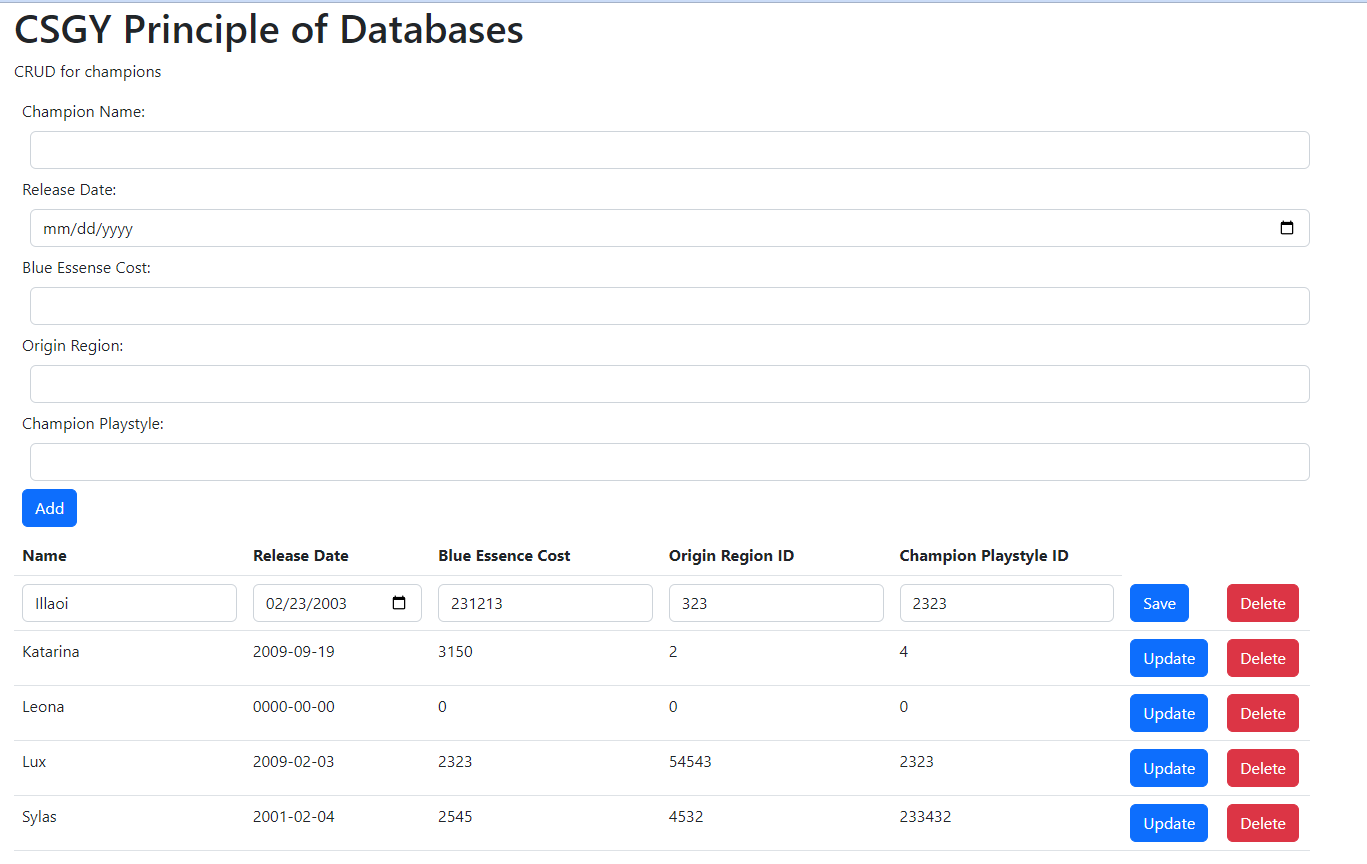 CSGY Principle of Databases
CRUD for champions
Champion Name:
Release Date:
mm/dd/yyyy
Blue Essense Cost:
Origin Region:
Champion Playstyle:
Add
Name Release Date Blue Essence Cost Origin Region ID Champion Playstyle ID
Illaoi 02/23/2003 231213 323 2323 Save Delete
Katarina 2009-09-19 3150 2 4 Update Delete
Leona 0000-00-00 0 0 0 Update Delete
Lux 2009-02-03 2323 54543 2323 Update Delete
Sylas 2001-02-04 2545 4532 233432 Update Delete